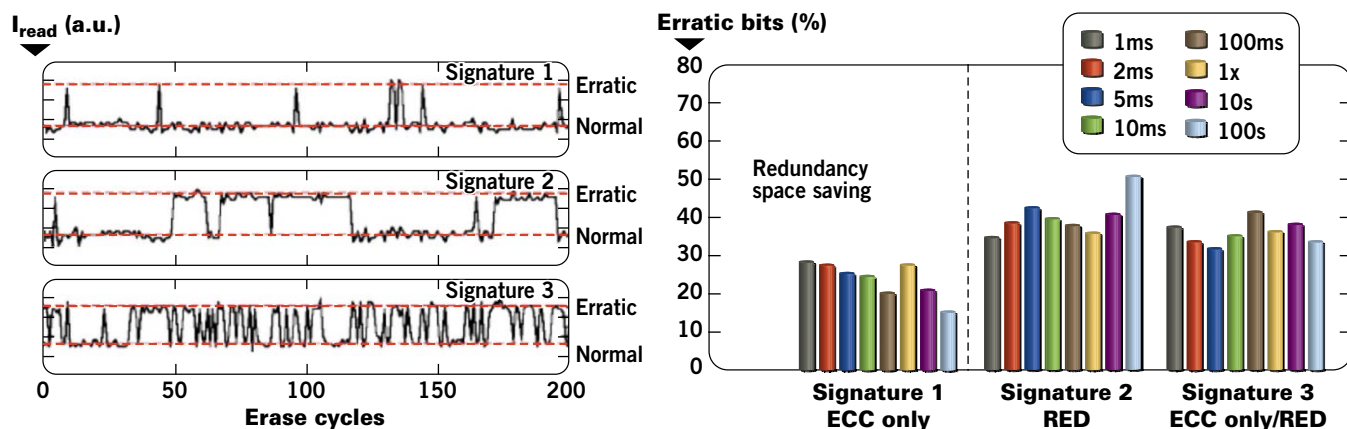 I_read (a.u.)
Signature 1
Erratic
Normal
Signature 2
Erratic
Normal
Signature 3
Erratic
Normal
0 50 100 150 200
Erase cycles
Erratic bits (%)
1ms
2ms
5ms
10ms
100ms
1x
10s
100s
80
70
60
50
40
30
20
10
0
Redundancy
space saving
Signature 1
ECC only
Signature 2
RED
Signature 3
ECC only/RED